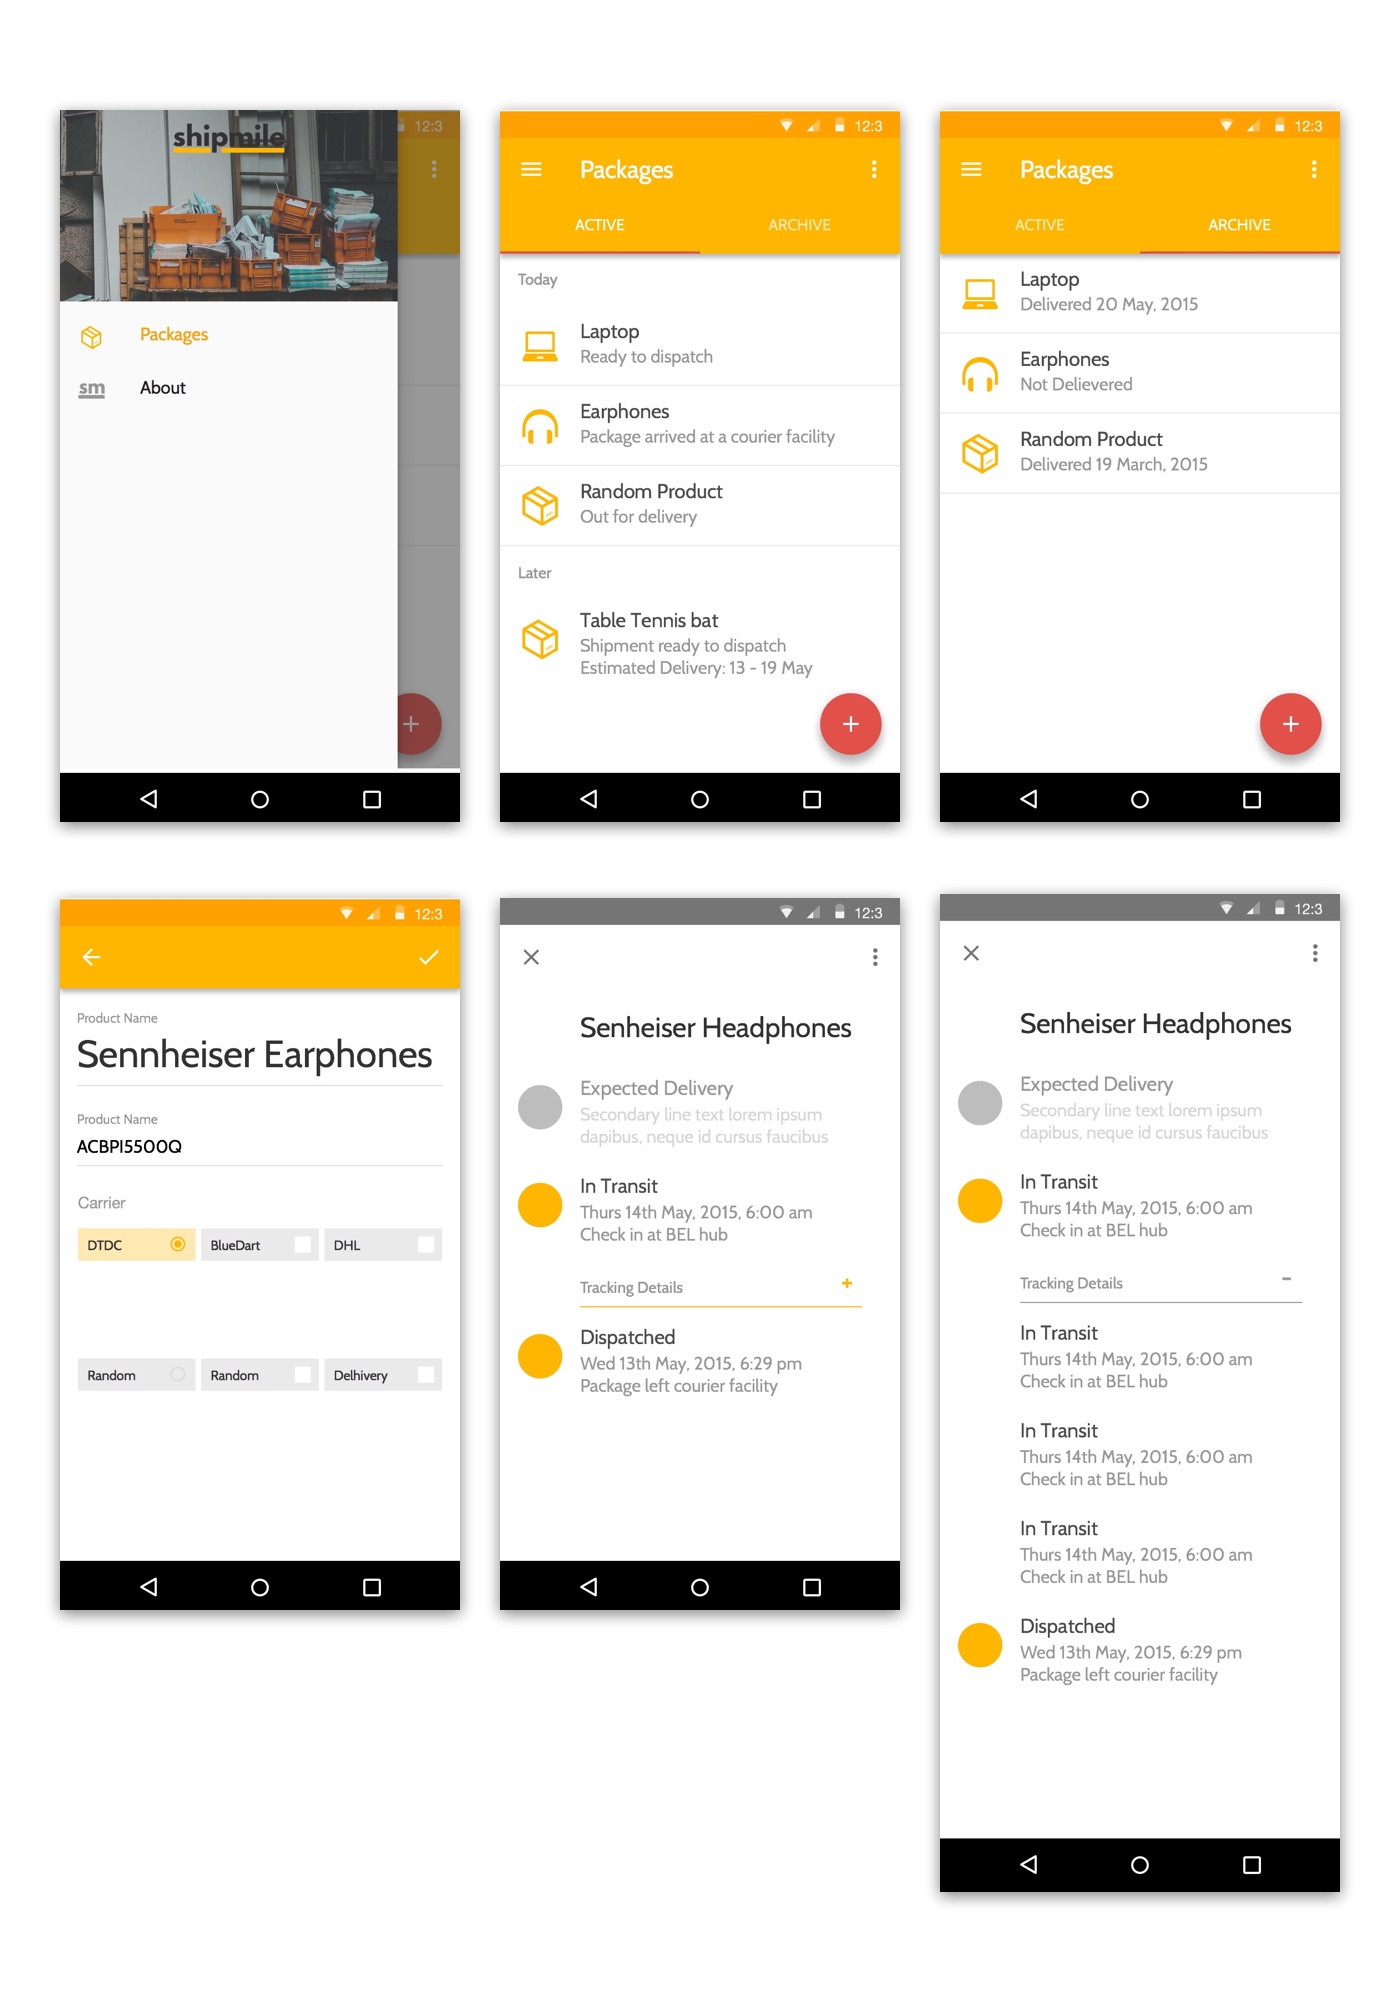 shipmile
12:3
Packages
About
12:3
Packages
ACTIVE
ARCHIVE
Today
Laptop
Ready to dispatch
Earphones
Package arrived at a courier facility
Random Product
Out for delivery
Later
Table Tennis bat
Shipment ready to dispatch
Estimated Delivery: 13 - 19 May
12:3
Packages
ACTIVE
ARCHIVE
Laptop
Delivered 20 May, 2015
Earphones
Not Delievered
Random Product
Delivered 19 March, 2015
12:3
Product Name
Sennheiser Earphones
Product Name
ACBPI5500Q
Carrier
DTDC
BlueDart
DHL
Random
Random
Delhivery
12:3
Senheiser Headphones
Expected Delivery
Secondary line text lorem ipsum
dapibus, neque id cursus faucibus
In Transit
Thurs 14th May, 2015, 6:00 am
Check in at BEL hub
Tracking Details
Dispatched
Wed 13th May, 2015, 6:29 pm
Package left courier facility
12:3
Senheiser Headphones
Expected Delivery
Secondary line text lorem ipsum
dapibus, neque id cursus faucibus
In Transit
Thurs 14th May, 2015, 6:00 am
Check in at BEL hub
Tracking Details
In Transit
Thurs 14th May, 2015, 6:00 am
Check in at BEL hub
In Transit
Thurs 14th May, 2015, 6:00 am
Check in at BEL hub
In Transit
Thurs 14th May, 2015, 6:00 am
Check in at BEL hub
Dispatched
Wed 13th May, 2015, 6:29 pm
Package left courier facility